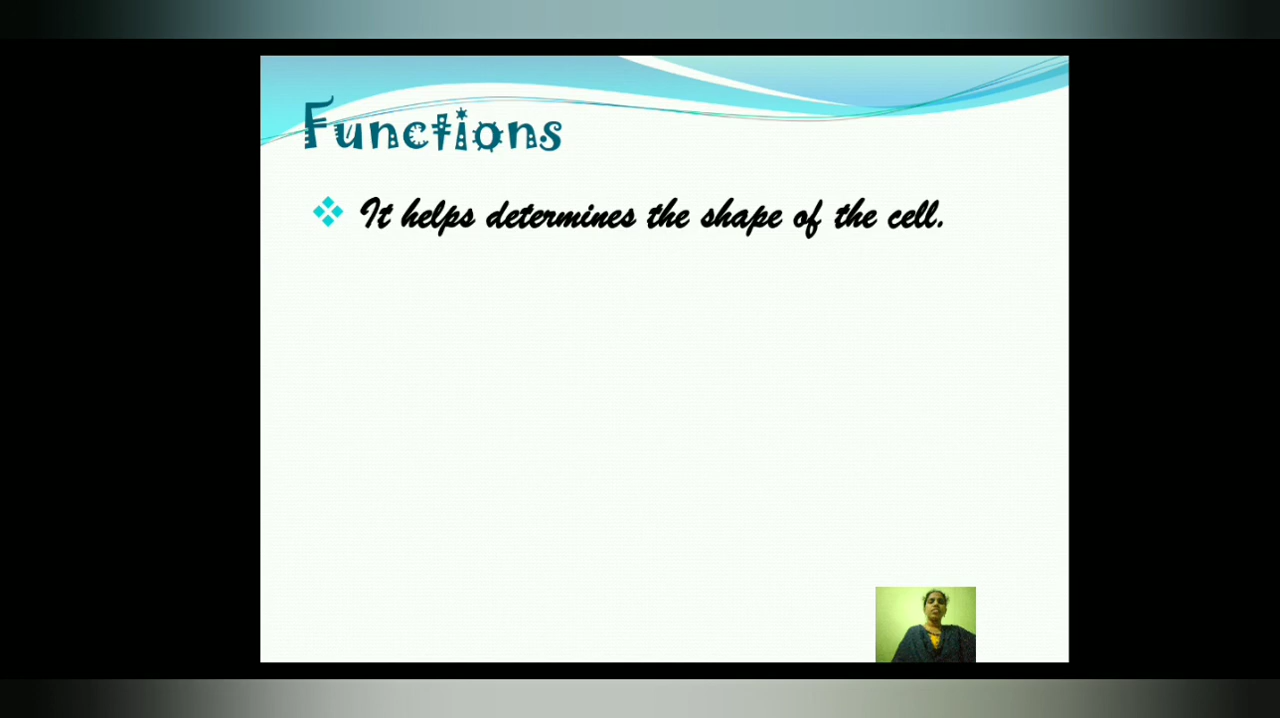 Functions
It helps determines the shape of the cell.